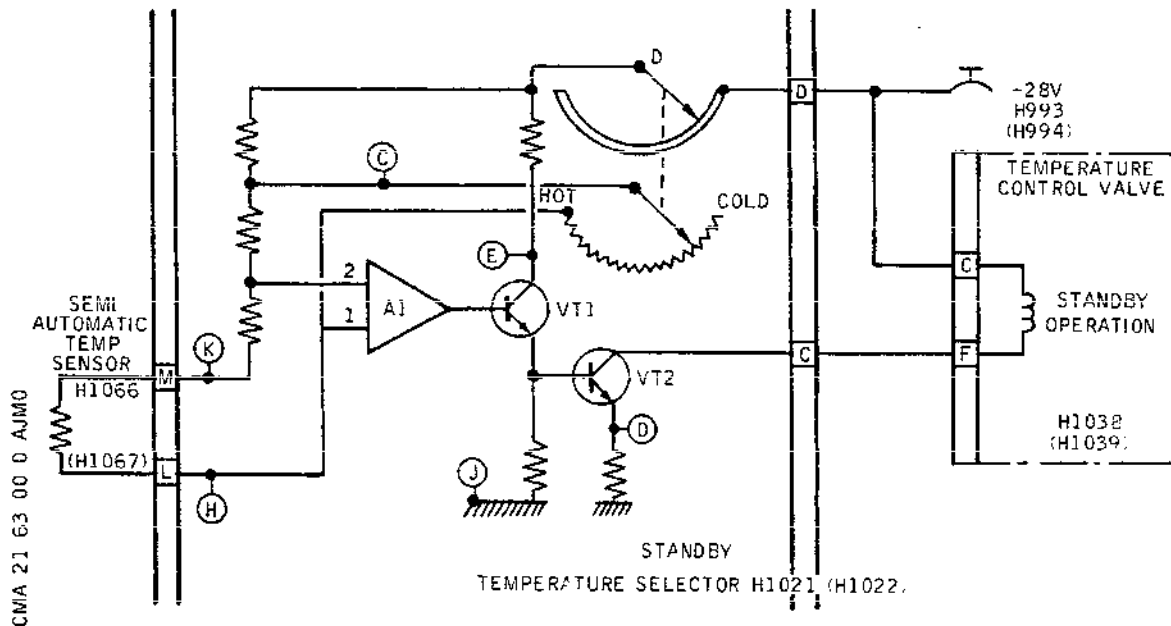 D
D
-28V
H993
(H994)
TEMPERATURE
CONTROL VALVE
C
HOT
COLD
E
C
2
A1
VT1
1
STANDBY
OPERATION
SEMI
AUTOMATIC
TEMP
SENSOR
K
C
F
M
VT2
H1066
D
H1038
(H1039)
(H1067)
L
J
H
STANDBY
TEMPERATURE SELECTOR H1021 (H1022,
CMA 21 63 00 0 AJMO